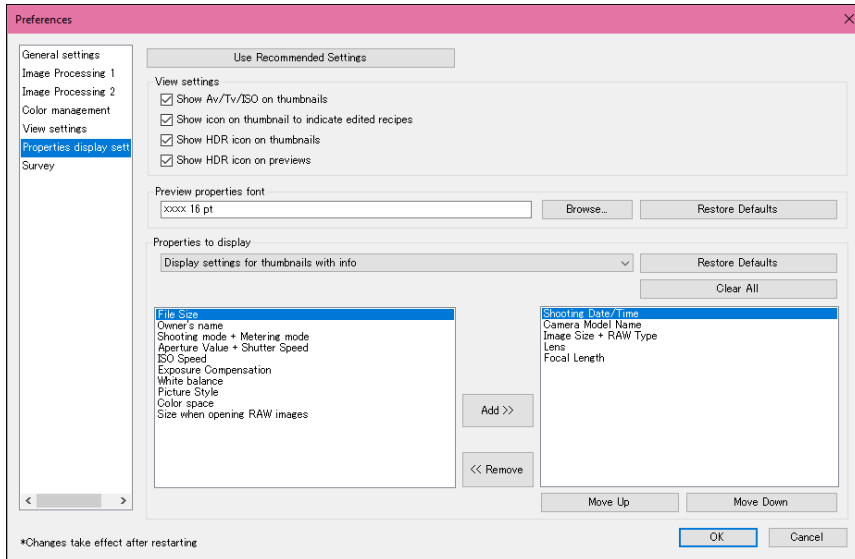 Preferences
General settings
Image Processing 1
Image Processing 2
Color management
View settings
Properties display sett
Survey
Use Recommended Settings
View settings
Show Av/Tv/ISO on thumbnails
Show icon on thumbnail to indicate edited recipes
Show HDR icon on thumbnails
Show HDR icon on previews
Preview properties font
xxxx 16 pt
Browse...
Restore Defaults
Properties to display
Display settings for thumbnails with info
Restore Defaults
Clear All
File Size
Owner's name
Shooting mode + Metering mode
Aperture Value + Shutter Speed
ISO Speed
Exposure Compensation
White balance
Picture Style
Color space
Size when opening RAW images
Add >>
<< Remove
Shooting Date/Time
Camera Model Name
Image Size + RAW Type
Lens
Focal Length
Move Up
Move Down
*Changes take effect after restarting
OK
Cancel